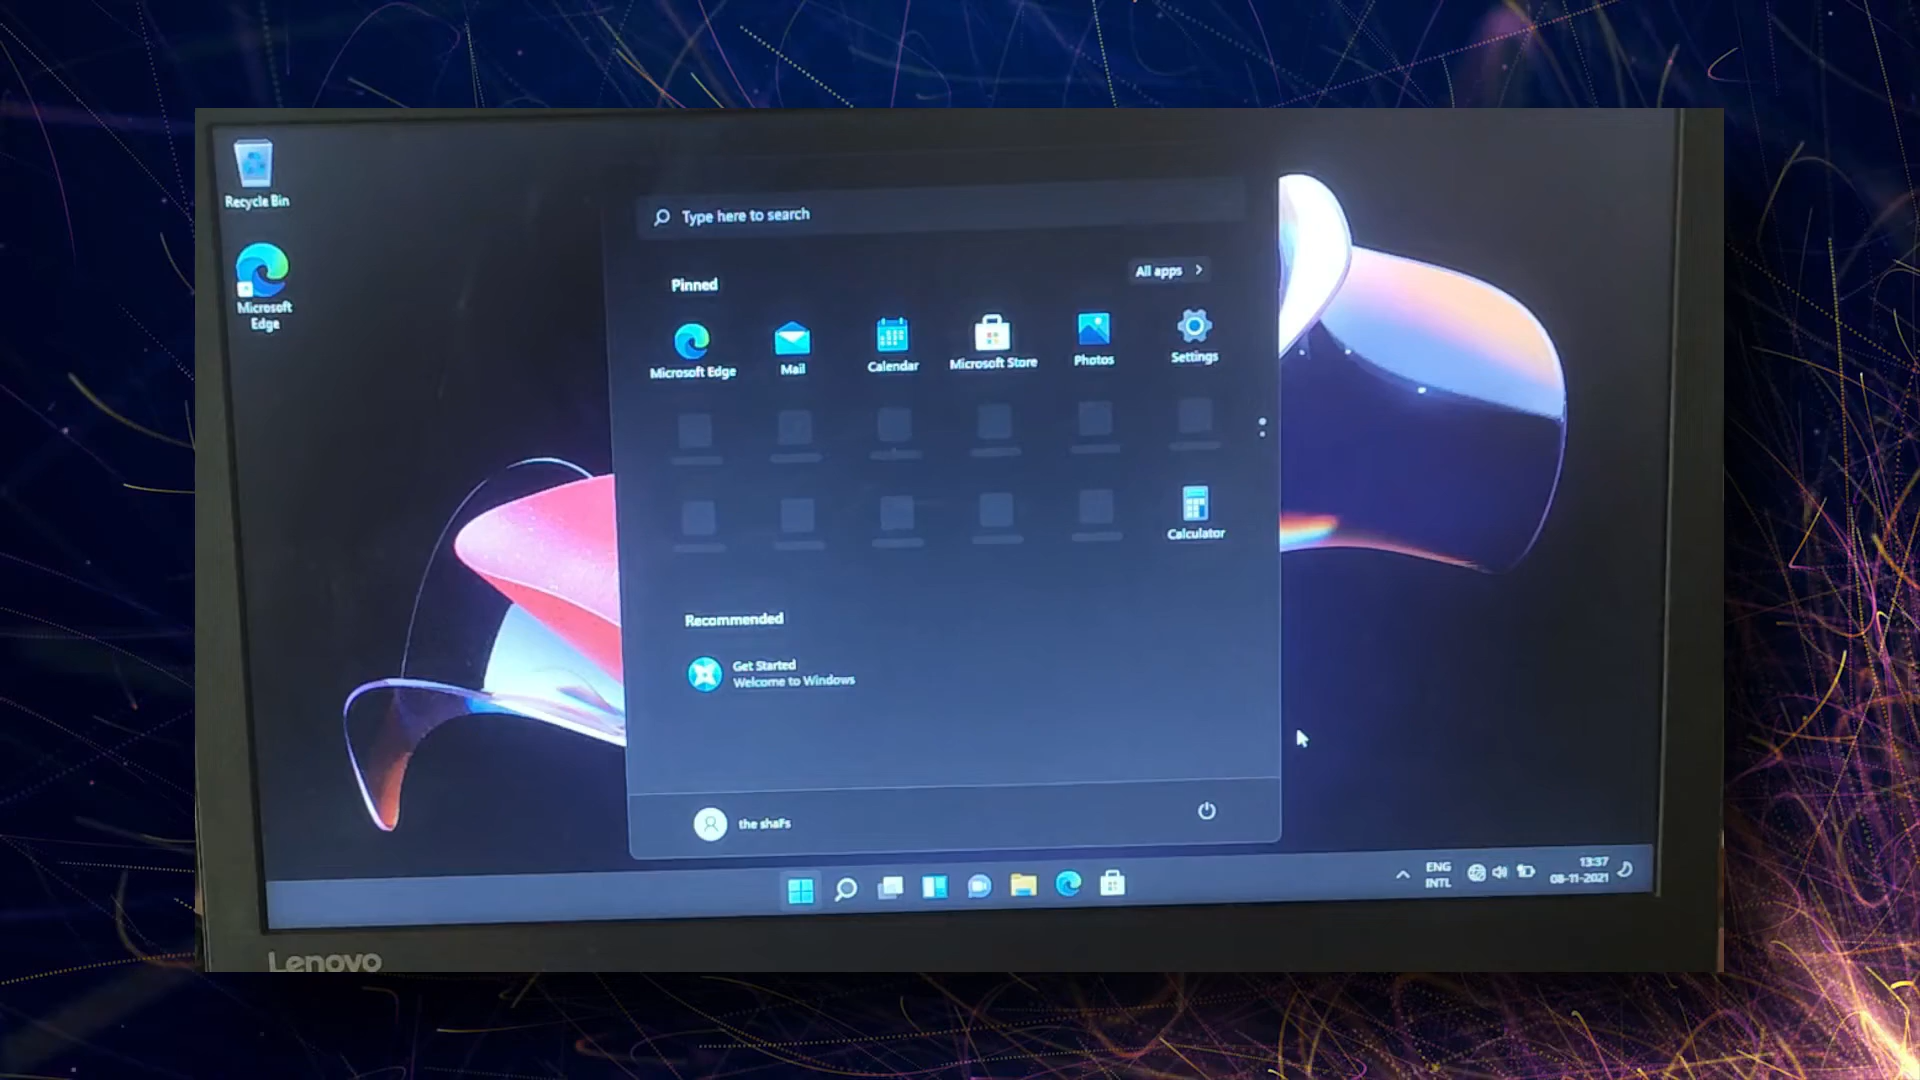 Recycle Bin
Microsoft
Edge
Type here to search
Pinned
All apps
Microsoft Edge
Mail
Calendar
Microsoft Store
Photos
Settings
Calculator
Recommended
Get Started
Welcome to Windows
the shaFs
ENG
INTL
13:37
08-11-2021
Lenovo